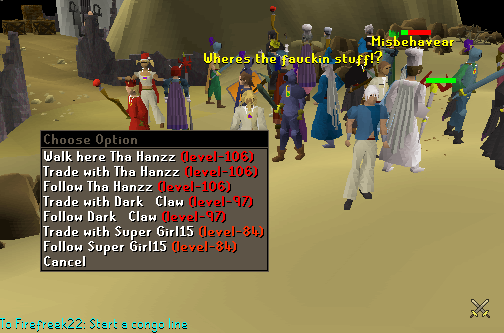 Misbehavear
Wheres the fauckin stuff!?
Choose Option
Walk here Tha Hanzz (level-106)
Trade with Tha Hanzz (level-106)
Follow Tha Hanzz (level-106)
Trade with Dark Claw (level-97)
Follow Dark Claw (level-97)
Trade with Super Girl15 (level-84)
Follow Super Girl15 (level-84)
Cancel
To Firefreek22: Start a congo line